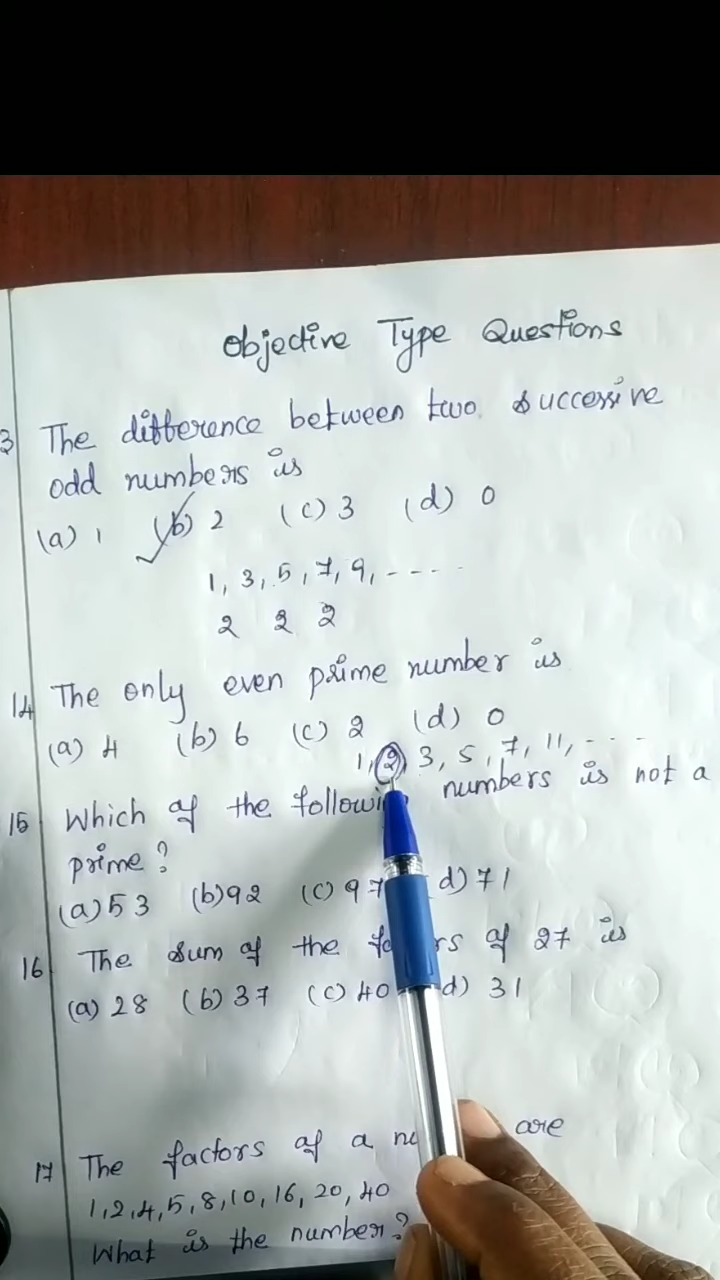 Objective Type Questions
3 The difference between two successive
odd numbers is
(a) 1 (b) 2 (c) 3 (d) 0
1, 3, 5, 7, 9, - - - -
2 2 2
14 The only even prime number is
(a) 4 (b) 6 (c) 2 (d) 0
1, 2, 3, 5, 7, 11, - - -
15 Which of the numbers is not a
prime?
(a) 53 (b) 92 (c) 97 d) 71
16 The sum of the of 27 is
(a) 28 (b) 37 (c) 40 d) 31
17 The factors of a are
1,2,4,5,8,10,16,20,40
What is the number?